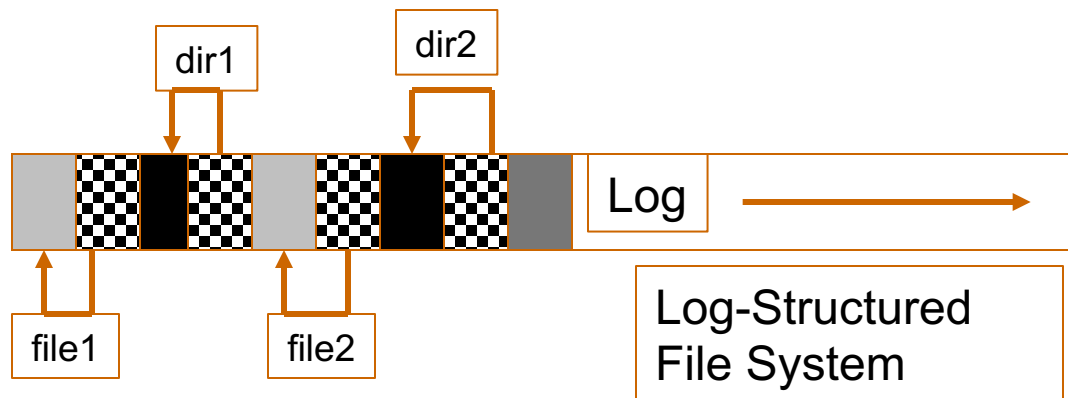 dir1
dir2
Log
file1
file2
Log-Structured
File System